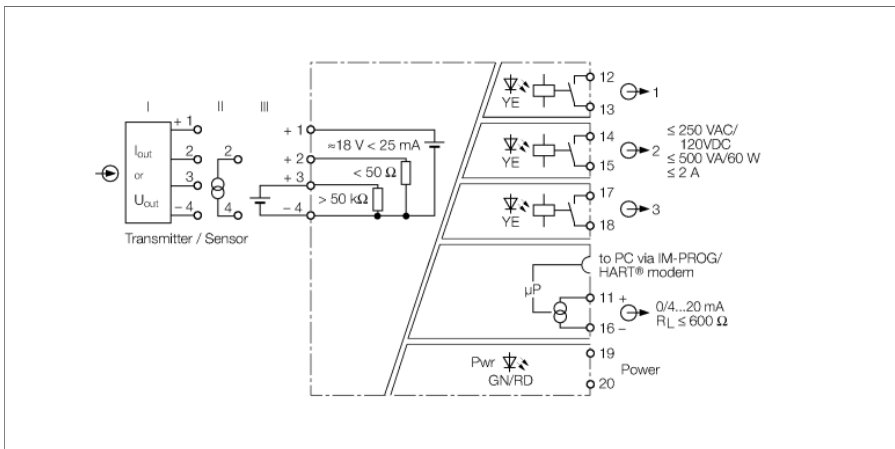 I
II
III
+ 1
2
3
– 4
Iout
or
Uout
Transmitter / Sensor
2
4
+ 1
+ 2
+ 3
– 4
≈18 V < 25 mA
< 50 Ω
> 50 kΩ
YE
12
13
1
YE
14
15
2
≤ 250 VAC/
120VDC
≤ 500 VA/60 W
≤ 2 A
YE
17
18
3
to PC via IM-PROG/
HART® modem
µP
11 +
16 –
0/4...20 mA
RL ≤ 600 Ω
Pwr
GN/RD
19
20
Power